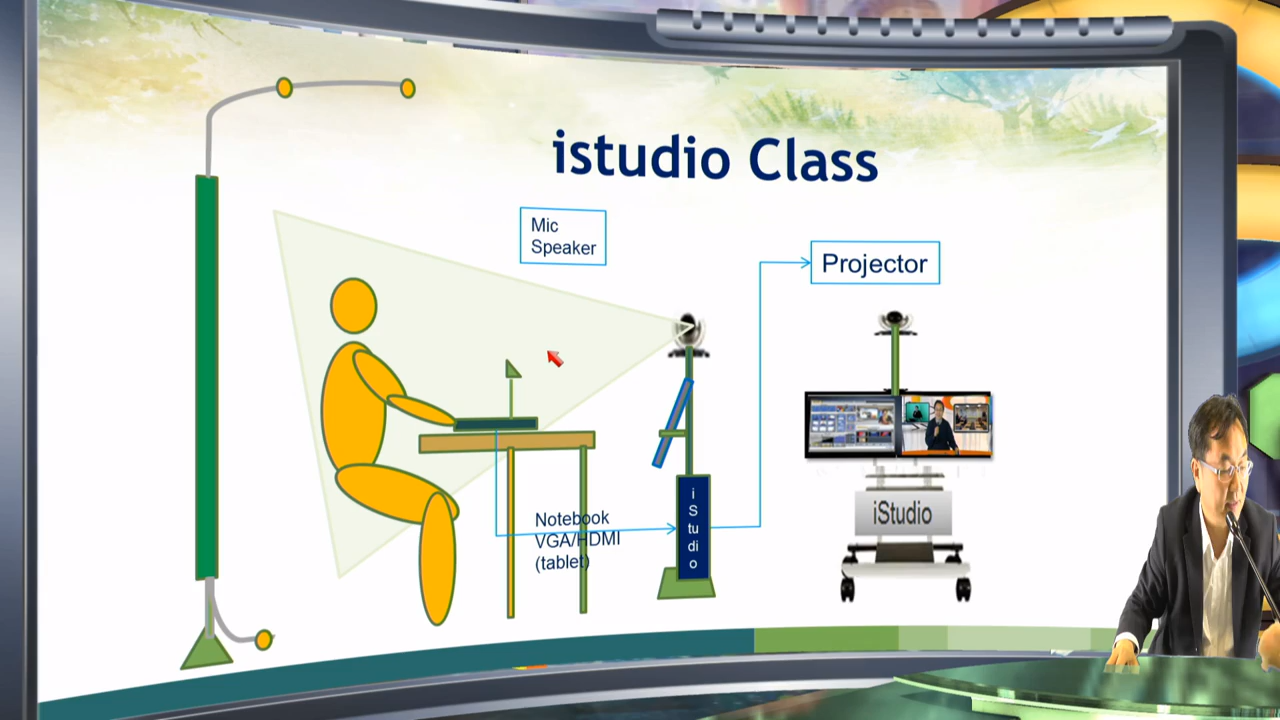 istudio Class
Mic
Speaker
Projector
Notebook
VGA/HDMI
(tablet)
i
S
tu
di
o
iStudio